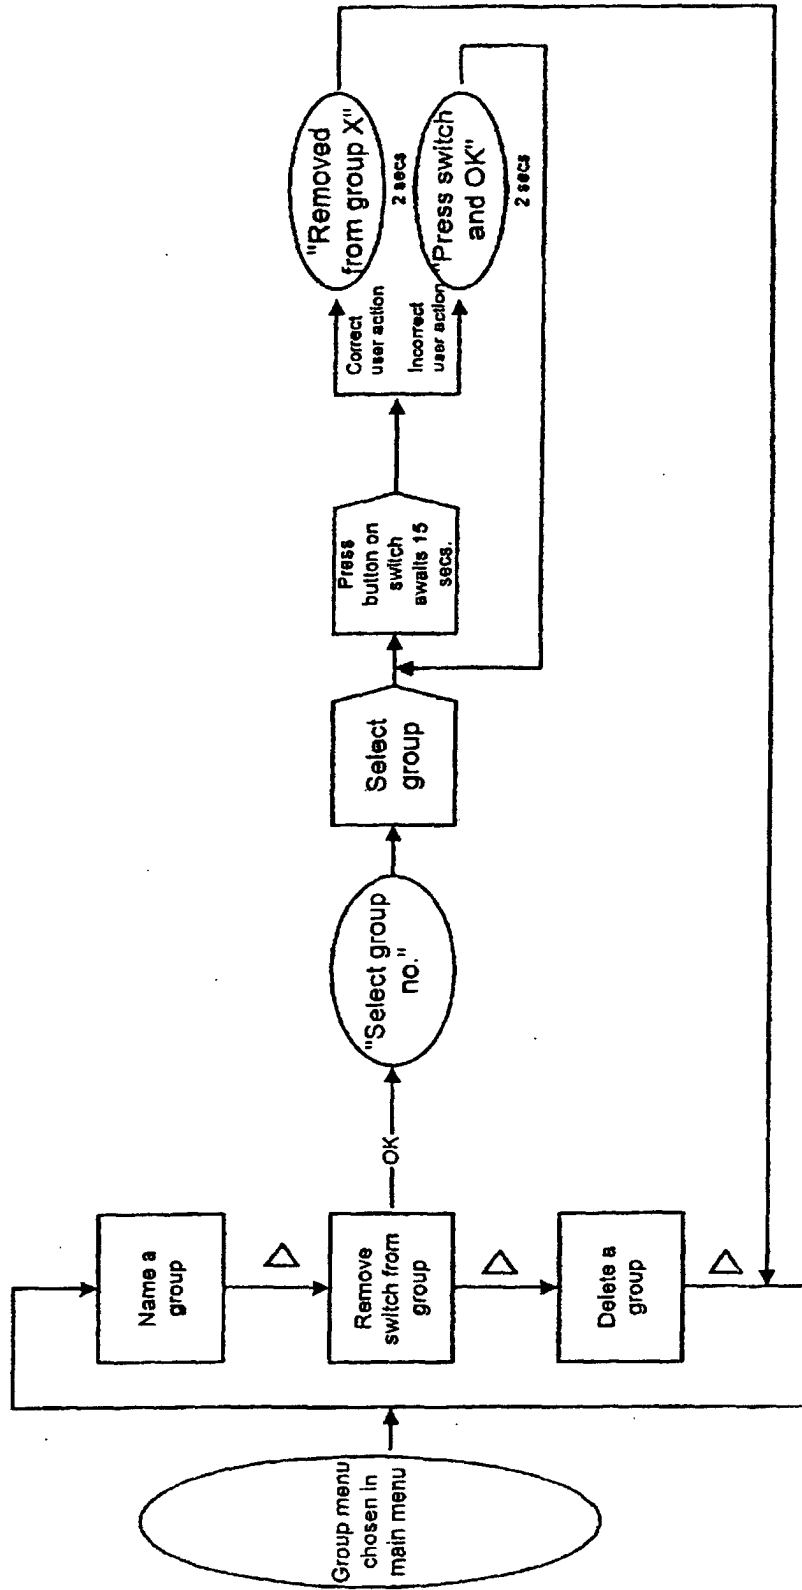 Group menu
chosen in
main menu
Name a
group
Remove
switch from
group
Delete a
group
OK
"Select group
no."
Select
group
Press
button on
switch
awaits 15
secs.
Correct
user action
Incorrect
user action
"Removed
from group X"
2 secs
"Press switch
and OK"
2 secs